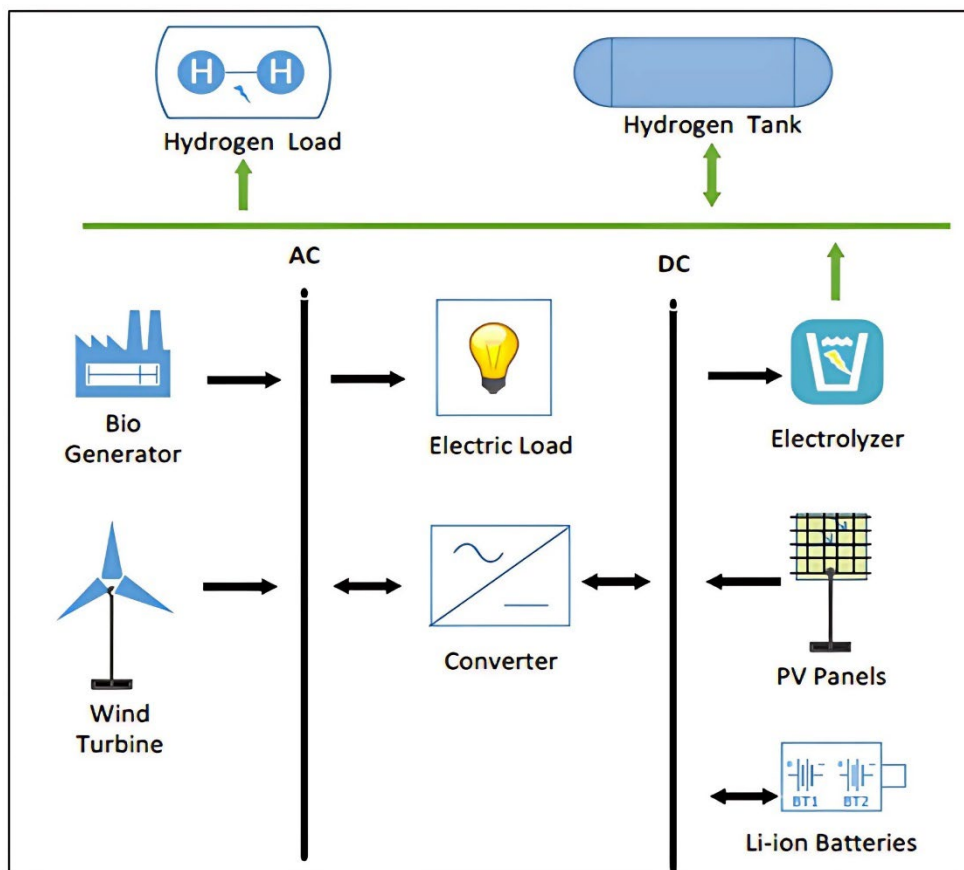 H H
Hydrogen Load
Hydrogen Tank
AC
DC
Bio
Generator
Electric Load
Electrolyzer
Wind
Turbine
Converter
PV Panels
BT1 BT2
Li-ion Batteries